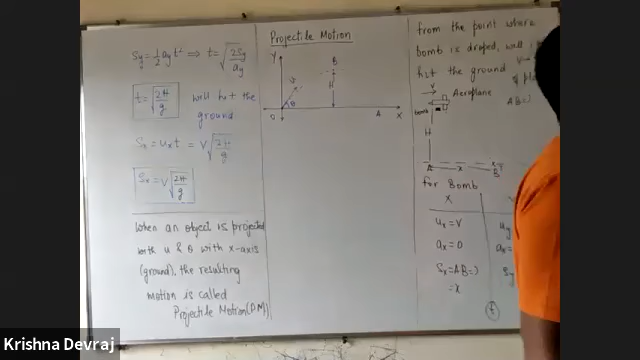 Sy = ½ ay t² ⇒ t = √(2Sy/ay)
t = √(2H/g) will hit the
ground
Sx = ux t = V√(2H/g)
Sx = V√(2H/g)
When an object is projected
with u & θ with x-axis
(ground), the resulting
motion is called
Projectile Motion (P.M)
Projectile Motion
Y
B
H
θ
O
A
X
from the point where
bomb is droped, will
hit the ground
V
Aeroplane
AB=?
bomb
H
A
x
B
for Bomb
X
ux = V
ax = 0
Sx = AB = ?
= x
Krishna Devraj